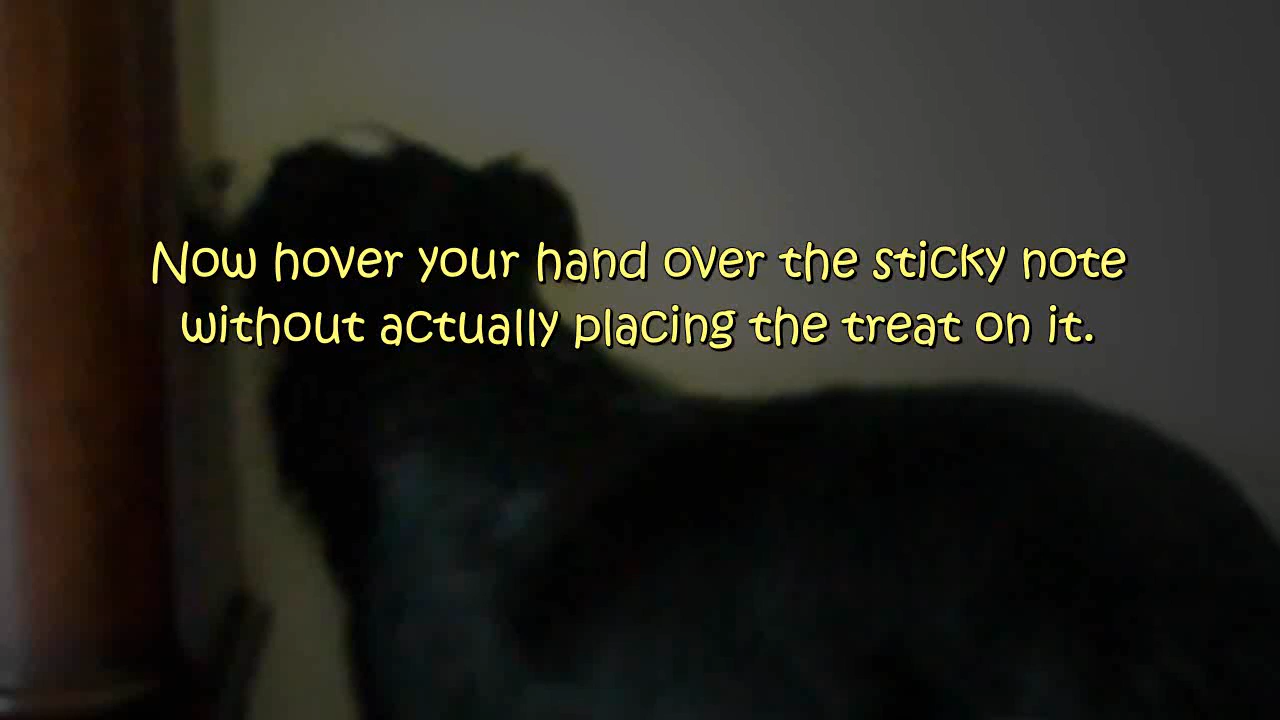 Now hover your hand over the sticky note
without actually placing the treat on it.